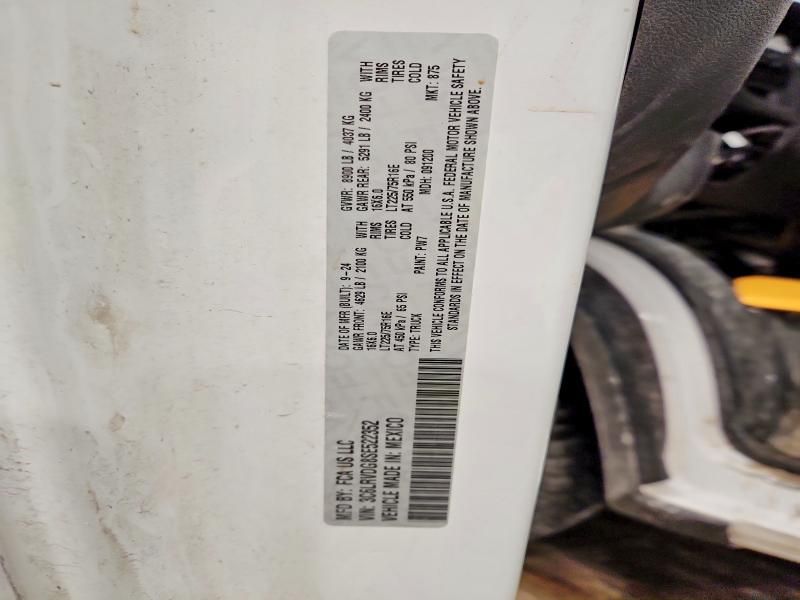 MFD BY: FCA US LLC
DATE OF MFR (BUILT): 9-24
GVWR: 8900 LB / 4037 KG
GAWR FRONT: 4629 LB / 2100 KG WITH
GAWR REAR: 5291 LB / 2400 KG WITH
16X6.0 RIMS
16X6.0 RIMS
LT225/75R16E TIRES
LT225/75R16E TIRES
AT 450 kPa / 65 PSI COLD
AT 550 kPa / 80 PSI COLD
VIN: 3C6LRVDG8SE522352
TYPE: TRUCK
PAINT: PW7
MDH: 091200
MKT: 875
VEHICLE MADE IN: MEXICO
THIS VEHICLE CONFORMS TO ALL APPLICABLE U.S.A. FEDERAL MOTOR VEHICLE SAFETY
STANDARDS IN EFFECT ON THE DATE OF MANUFACTURE SHOWN ABOVE.